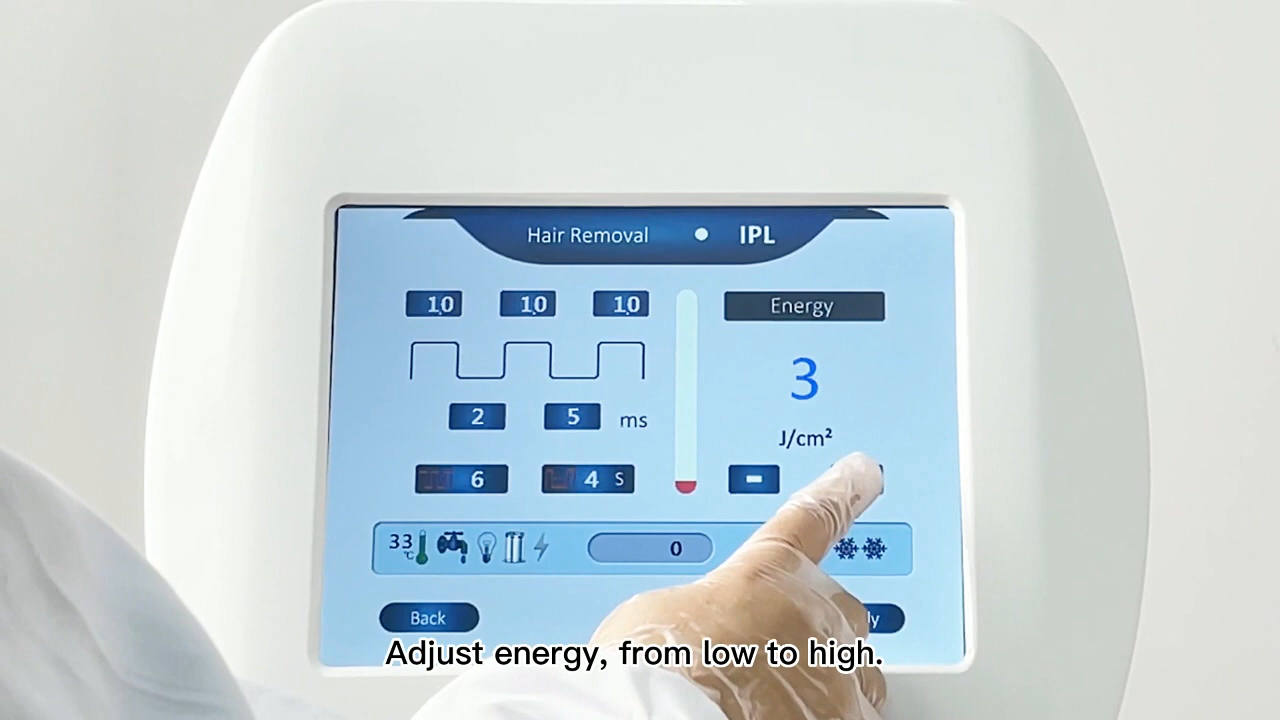 Hair Removal IPL
10 10 10 Energy
3
2 5 ms
J/cm²
6 4 S
33 °C
0
Back
Adjust energy, from low to high.